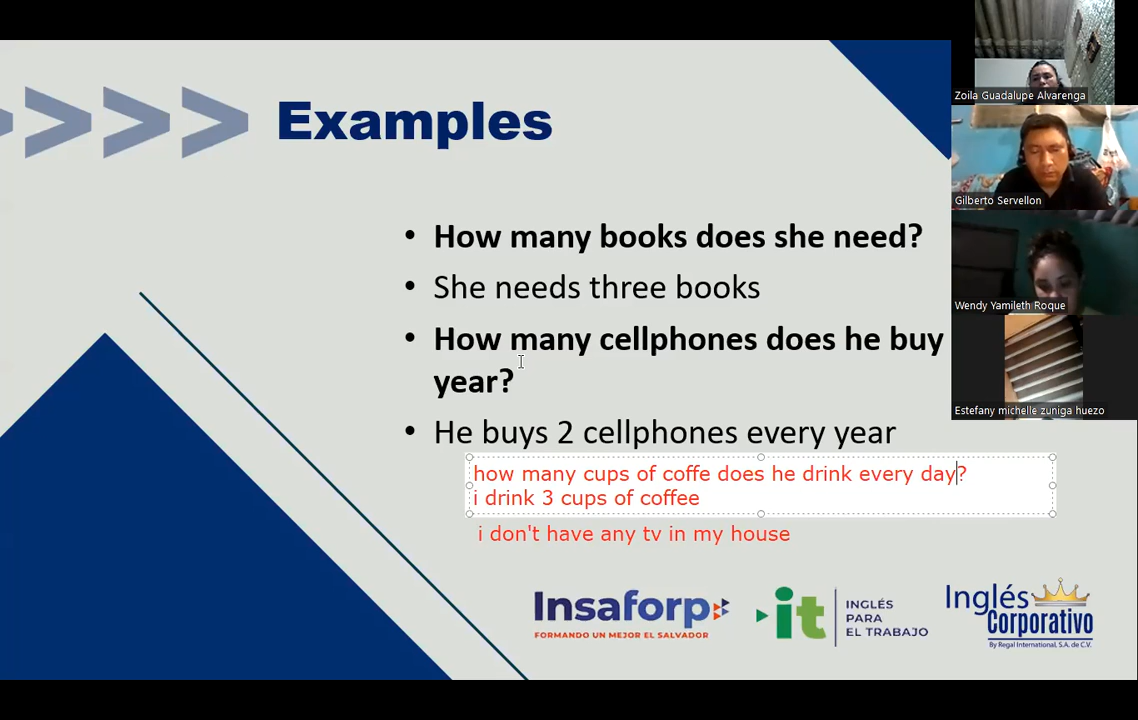 Zoila Guadalupe Alvarenga
Examples
Gilberto Servellon
• How many books does she need?
• She needs three books
Wendy Yamileth Roque
• How many cellphones does he buy
year?
Estefany michelle zuniga huezo
• He buys 2 cellphones every year
how many cups of coffe does he drink every day?
i drink 3 cups of coffee
i don't have any tv in my house
Insaforp
FORMANDO UN MEJOR EL SALVADOR
it
INGLÉS
PARA
EL TRABAJO
Inglés
Corporativo
By Regal International, S.A. de C.V.